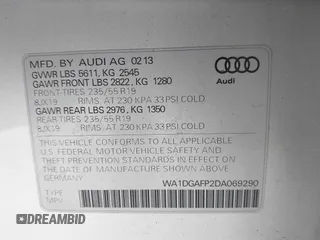 MFD. BY AUDI AG 02 13
GVWR LBS 5611, KG 2545
GAWR FRONT LBS 2822, KG 1280
FRONT-TIRES 235/55 R19
8JX19 RIMS. AT 230 KPA 33 PSI COLD
GAWR REAR LBS 2976, KG 1350
REAR-TIRES 235/55 R19
8JX19 RIMS. AT 230 KPA 33 PSI COLD
Audi
THIS VEHICLE CONFORMS TO ALL APPLICABLE
U.S. FEDERAL MOTOR VEHICLE SAFETY AND
THEFT PREVENTION STANDARDS IN EFFECT ON
THE DATE OF MANUFACTURE SHOWN ABOVE.
GERMANY
WA1DGAFP2DA069290
TYPE:
MPV
DREAMBID